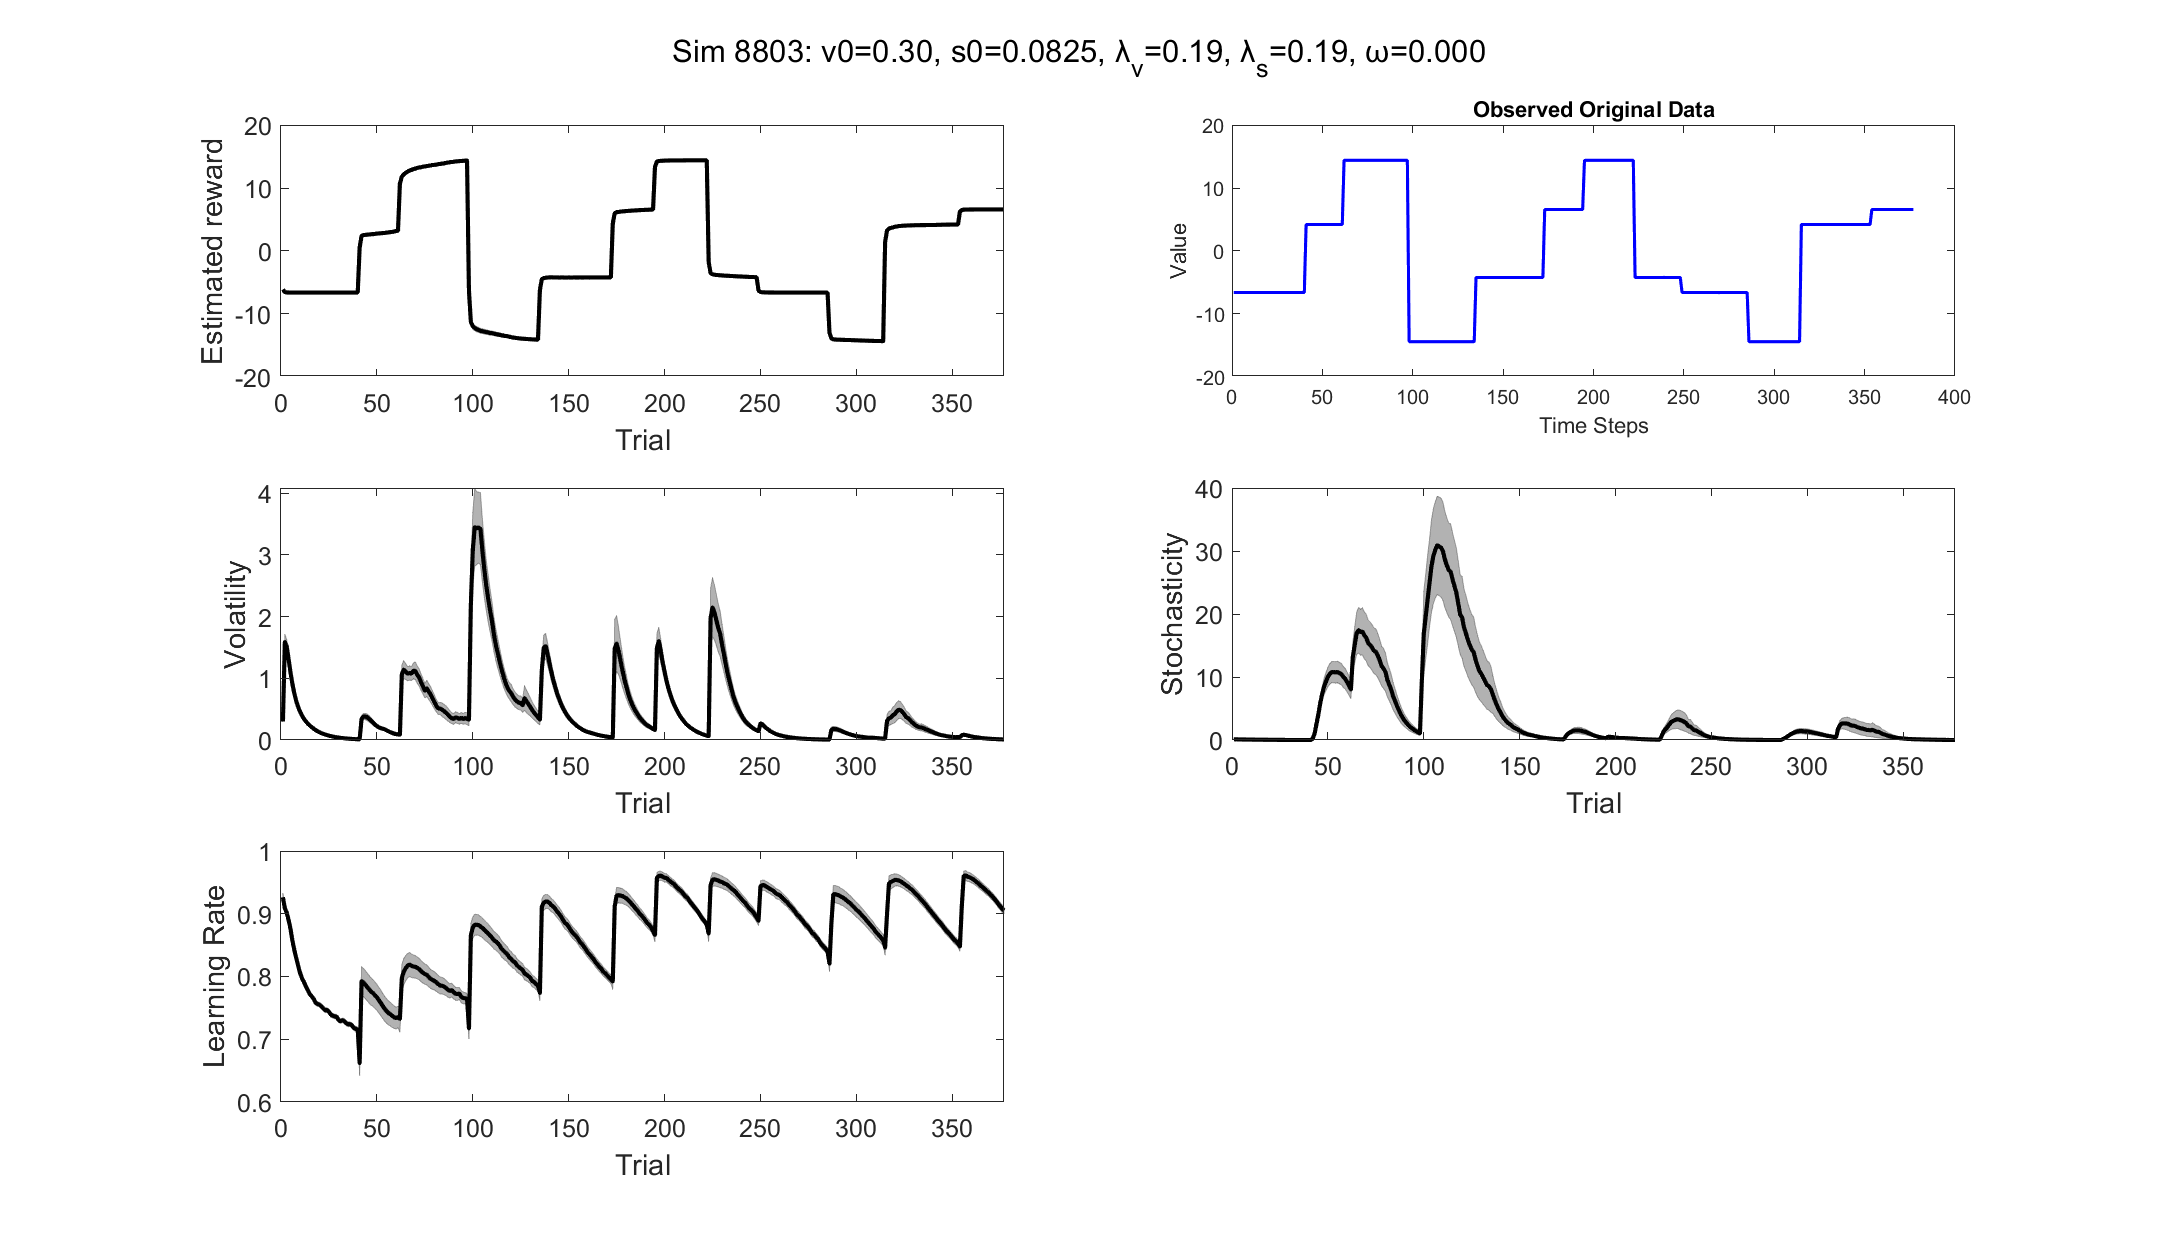 Sim 8803: v0=0.30, s0=0.0825, λv=0.19, λs=0.19, ω=0.000
Estimated reward
20
10
0
-10
-20
0 50 100 150 200 250 300 350
Trial
Observed Original Data
Value
20
10
0
-10
-20
0 50 100 150 200 250 300 350 400
Time Steps
Volatility
4
3
2
1
0
0 50 100 150 200 250 300 350
Trial
Stochasticity
40
30
20
10
0
0 50 100 150 200 250 300 350
Trial
Learning Rate
1
0.9
0.8
0.7
0.6
0 50 100 150 200 250 300 350
Trial